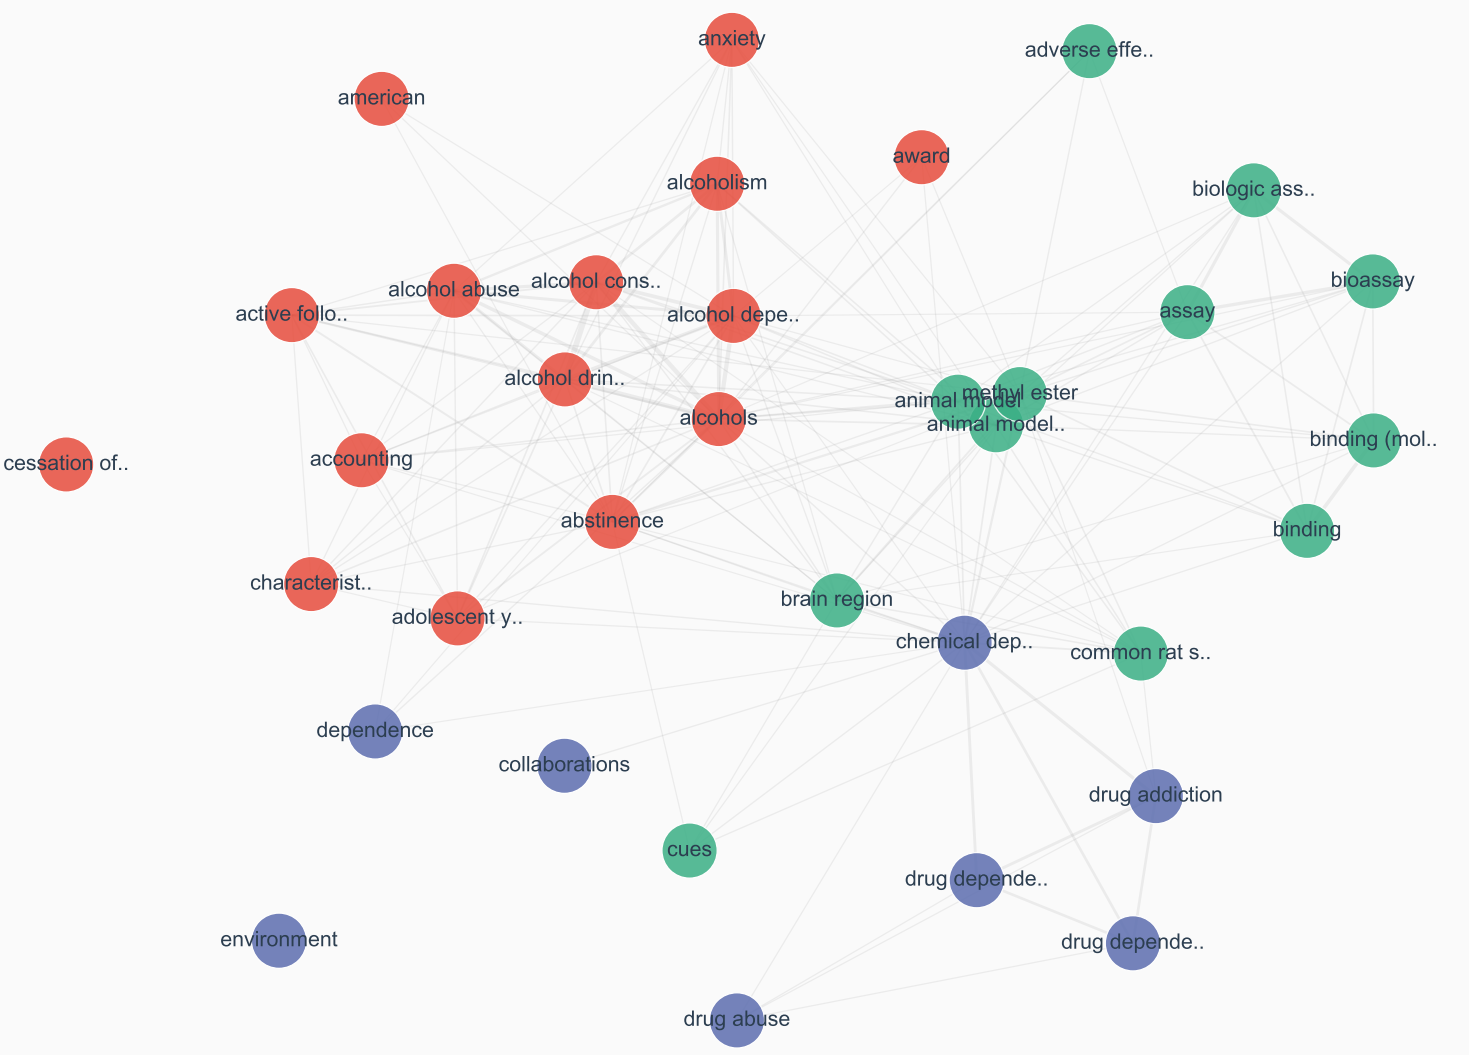 anxiety
adverse effe..
american
award
alcoholism
biologic ass..
alcohol abuse
alcohol cons..
bioassay
active follo..
alcohol depe..
assay
alcohol drin..
methyl ester
animal model
alcohols
animal model..
binding (mol..
cessation of..
accounting
abstinence
binding
characterist..
brain region
adolescent y..
chemical dep..
common rat s..
dependence
collaborations
drug addiction
cues
drug depende..
environment
drug depende..
drug abuse